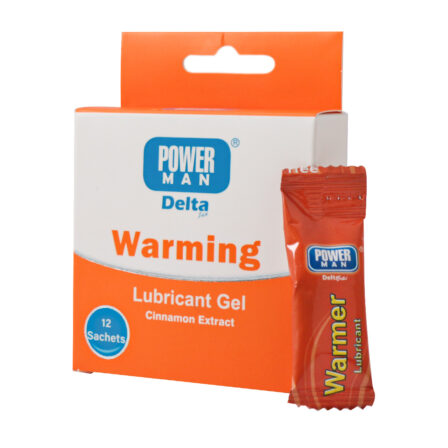 POWER
MAN
®
Delta
Warming
Lubricant Gel
Cinnamon Extract
12
Sachets
POWER
MAN
Delta
Warmer
Lubricant